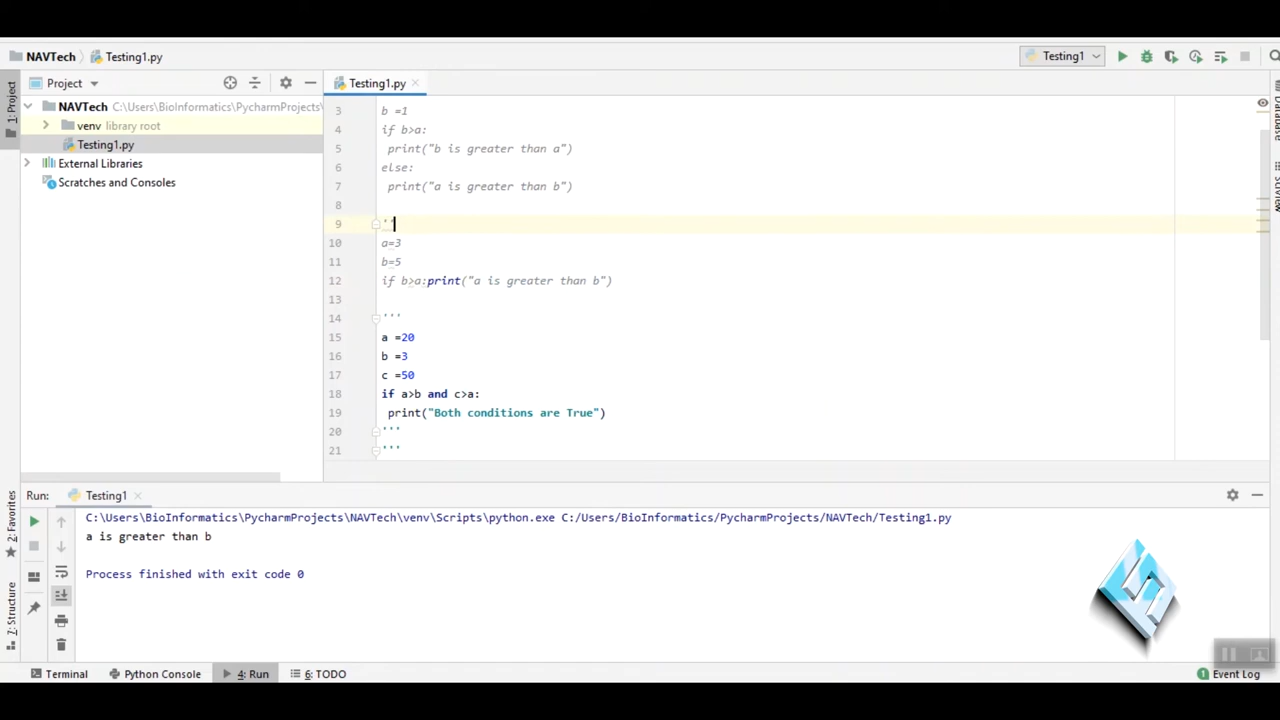 NAVTech
Testing1.py
Testing1
Project
Testing1.py
1: Project
NAVTech C:\Users\BioInformatics\PycharmProjects\
venv library root
Testing1.py
External Libraries
Scratches and Consoles
3 b =1
4 if b>a:
5 print("b is greater than a")
6 else:
7 print("a is greater than b")
8
9 ''
10 a=3
11 b=5
12 if b>a:print("a is greater than b")
13
14 '''
15 a =20
16 b =3
17 c =50
18 if a>b and c>a:
19 print("Both conditions are True")
20 '''
21 '''
Database
SciView
2: Favorites
7: Structure
Run: Testing1
C:\Users\BioInformatics\PycharmProjects\NAVTech\venv\Scripts\python.exe C:/Users/BioInformatics/PycharmProjects/NAVTech/Testing1.py
a is greater than b
Process finished with exit code 0
Terminal
Python Console
4: Run
6: TODO
1 Event Log